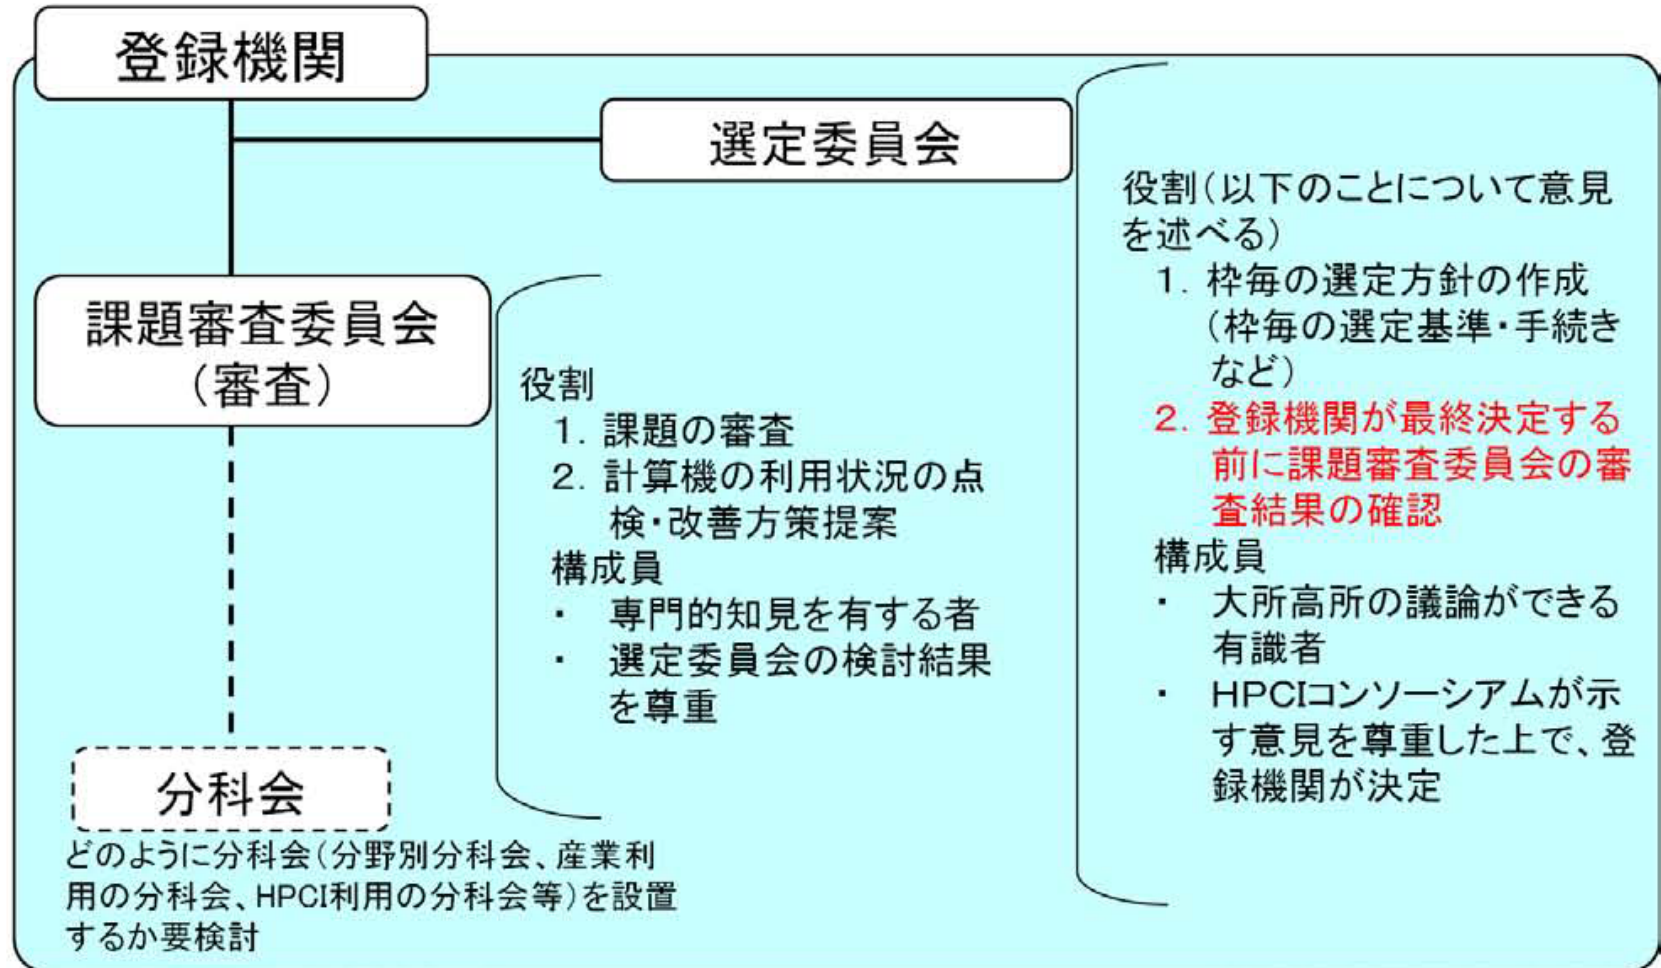 登録機関
選定委員会
課題審査委員会
（審査）
役割
1．課題の審査
2．計算機の利用状況の点
検・改善方策提案
構成員
・ 専門的知見を有する者
・ 選定委員会の検討結果
を尊重
役割（以下のことについて意見
を述べる）
1．枠毎の選定方針の作成
（枠毎の選定基準・手続き
など）
2．登録機関が最終決定する
前に課題審査委員会の審
査結果の確認
構成員
・ 大所高所の議論ができる
有識者
・ HPCIコンソーシアムが示
す意見を尊重した上で、登
録機関が決定
分科会
どのように分科会（分野別分科会、産業利
用の分科会、HPCI利用の分科会等）を設置
するか要検討